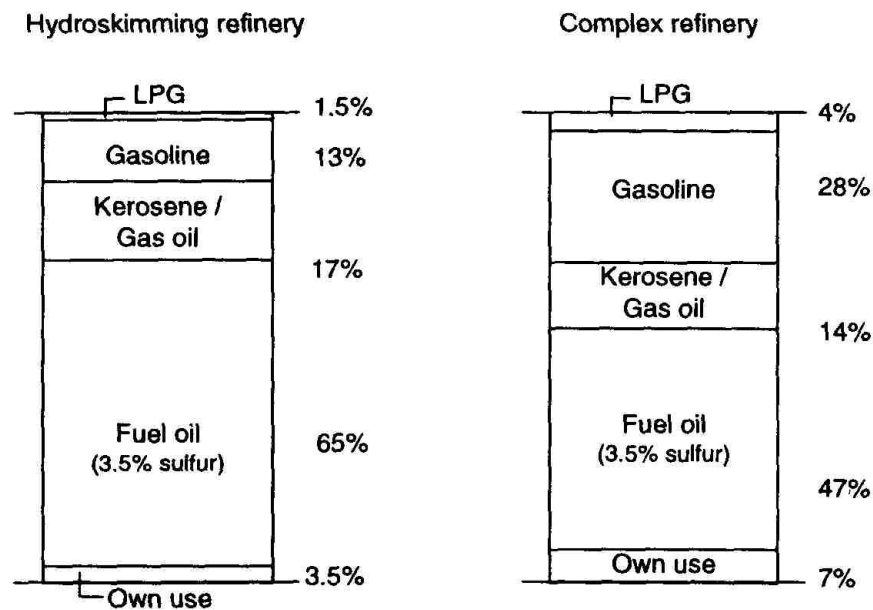 Hydroskimming refinery
LPG
1.5%
Gasoline
13%
Kerosene /
Gas oil
17%
Fuel oil
(3.5% sulfur)
65%
3.5%
Own use
Complex refinery
LPG
4%
Gasoline
28%
Kerosene /
Gas oil
14%
Fuel oil
(3.5% sulfur)
47%
Own use
7%